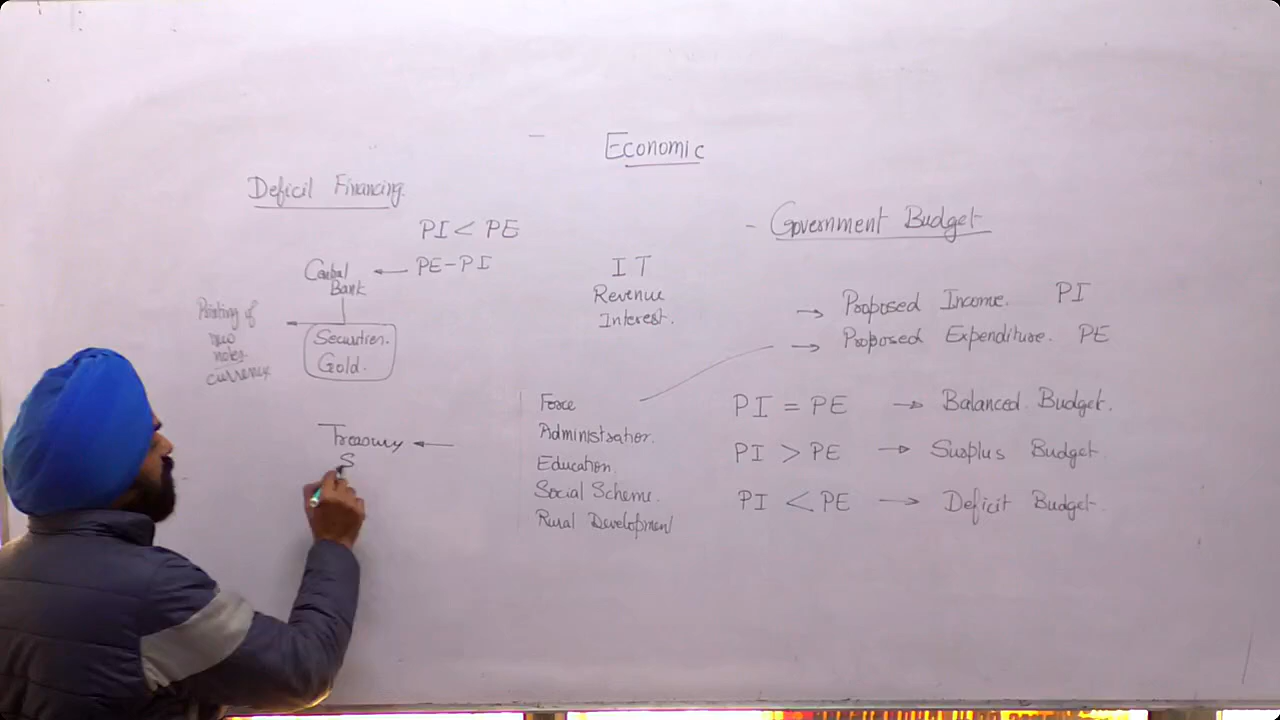 Economic
Deficil Financing.
PI < PE
PE-PI
Central
Bank
Printing of
new
notes.
currency
Securities.
Gold.
Treasury
S
IT
Revenue
Interest.
Force
Administration.
Education
Social Scheme.
Rural Development
- Government Budget
→ Proposed Income. PI
→ Proposed Expenditure. PE
PI = PE → Balanced Budget.
PI > PE → Surplus Budget.
PI < PE → Deficit Budget.